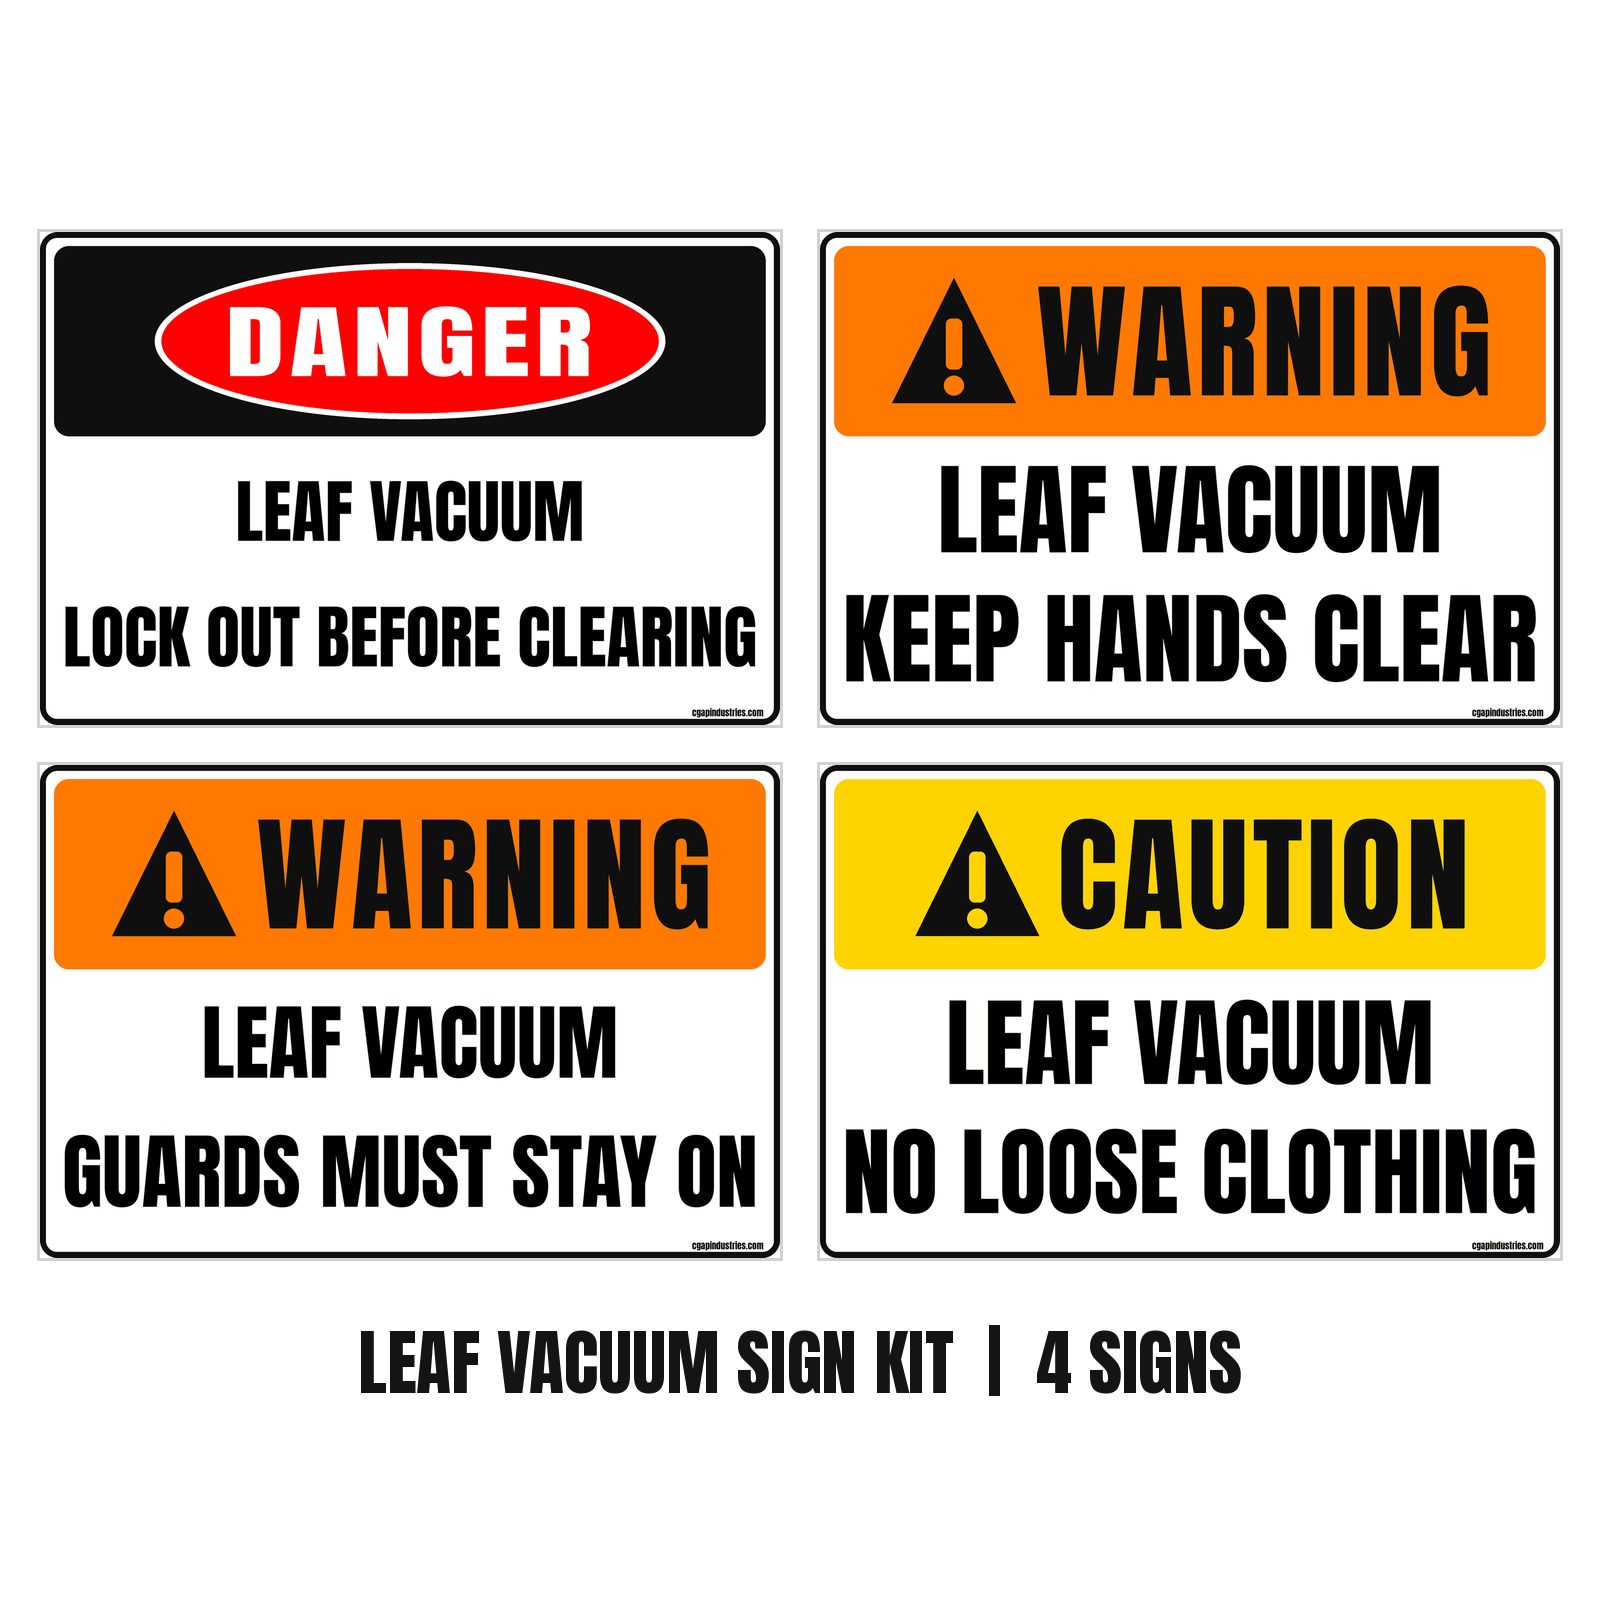 DANGER
LEAF VACUUM
LOCK OUT BEFORE CLEARING
cgapindustries.com
WARNING
LEAF VACUUM
KEEP HANDS CLEAR
cgapindustries.com
WARNING
LEAF VACUUM
GUARDS MUST STAY ON
cgapindustries.com
CAUTION
LEAF VACUUM
NO LOOSE CLOTHING
cgapindustries.com
LEAF VACUUM SIGN KIT | 4 SIGNS